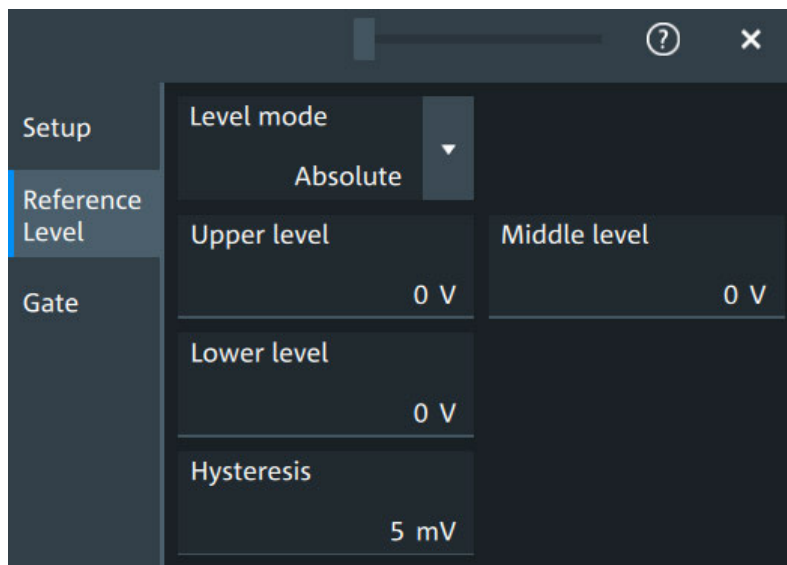 ?
×
Setup
Reference
Level
Gate
Level mode
Absolute
Upper level
0 V
Middle level
0 V
Lower level
0 V
Hysteresis
5 mV